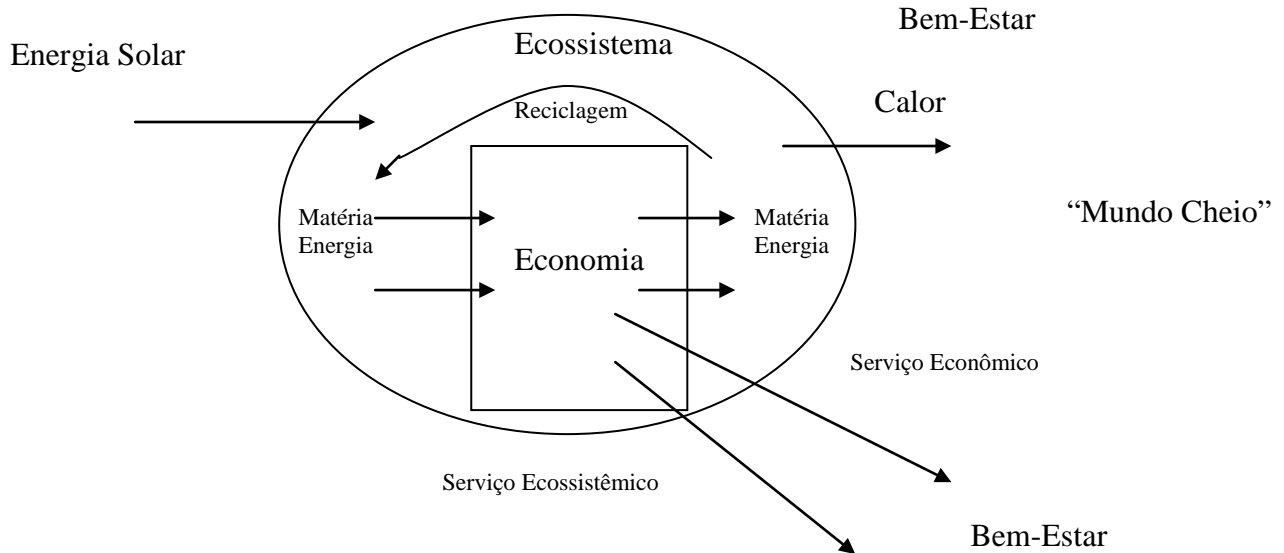 Bem-Estar
Ecossistema
Energia Solar
Calor
Reciclagem
“Mundo Cheio”
Matéria
Energia
Matéria
Energia
Economia
Serviço Econômico
Serviço Ecossistêmico
Bem-Estar